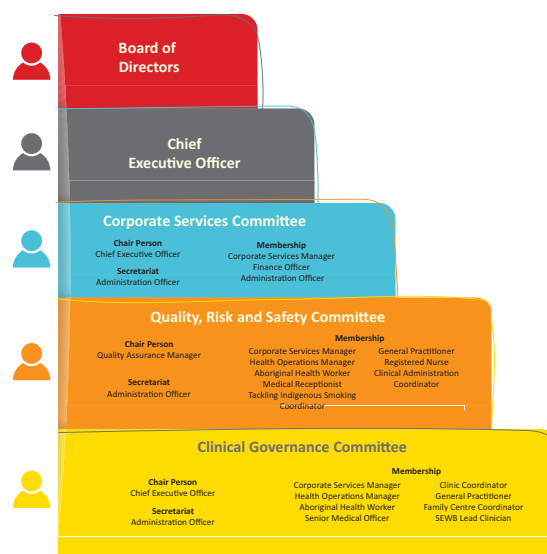 Board of
Directors
Chief
Executive Officer
Corporate Services Committee
Chair Person
Chief Executive Officer
Secretariat
Administration Officer
Membership
Corporate Services Manager
Finance Officer
Administration Officer
Quality, Risk and Safety Committee
Chair Person
Quality Assurance Manager
Secretariat
Administration Officer
Membership
Corporate Services Manager
Health Operations Manager
Aboriginal Health Worker
Medical Receptionist
Tackling Indigenous Smoking
Coordinator
General Practitioner
Registered Nurse
Clinical Administration
Coordinator
Clinical Governance Committee
Chair Person
Chief Executive Officer
Secretariat
Administration Officer
Membership
Corporate Services Manager
Health Operations Manager
Aboriginal Health Worker
Senior Medical Officer
Clinic Coordinator
General Practitioner
Family Centre Coordinator
SEWB Lead Clinician